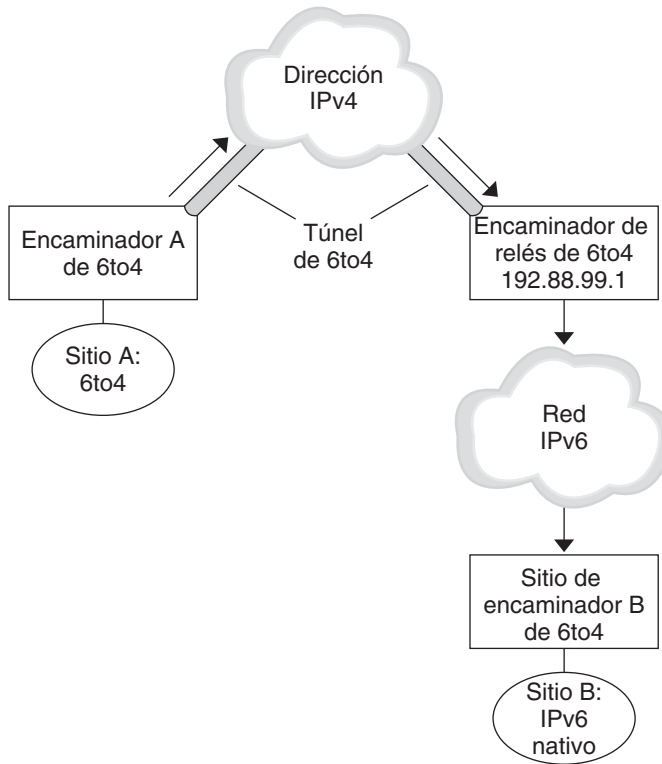 Dirección
IPv4
Encaminador A
de 6to4
Túnel
de 6to4
Encaminador de
relés de 6to4
192.88.99.1
Sitio A:
6to4
Red
IPv6
Sitio de
encaminador B
de 6to4
Sitio B:
IPv6
nativo